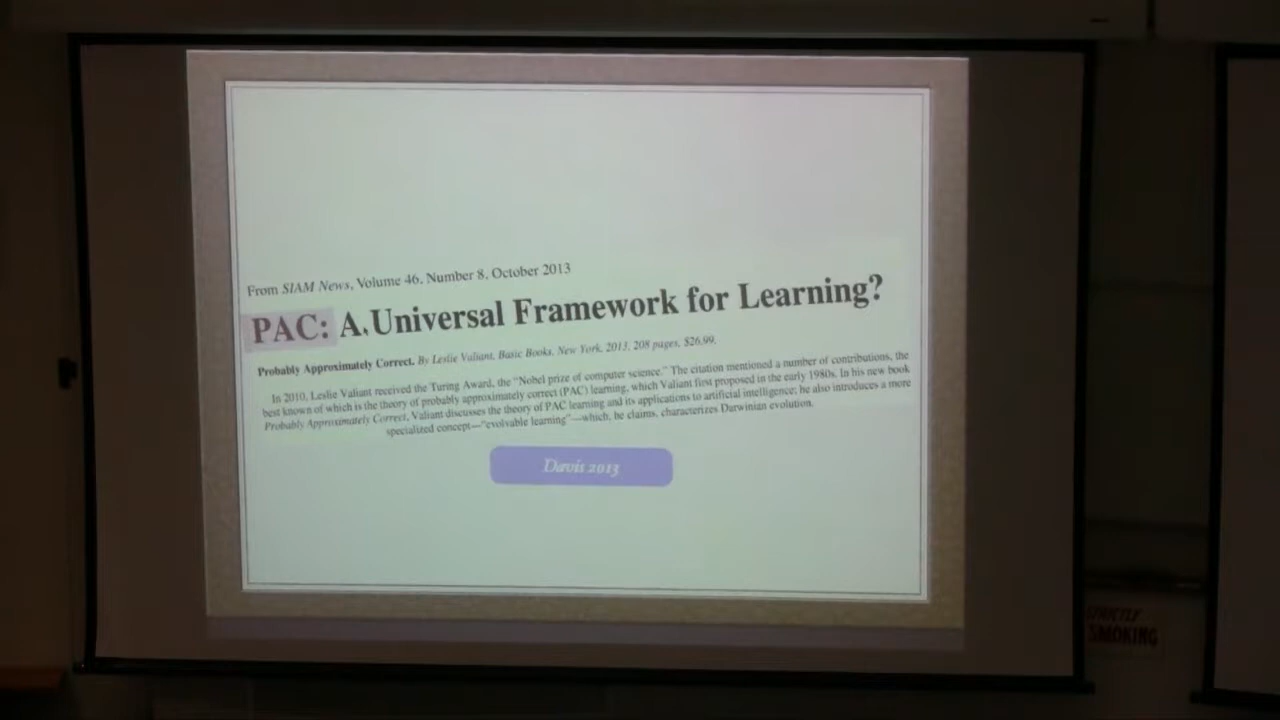 From SIAM News, Volume 46, Number 8, October 2013
PAC: A Universal Framework for Learning?
Probably Approximately Correct. By Leslie Valiant, Basic Books, New York, 2013, 208 pages, $26.99.
In 2010, Leslie Valiant received the Turing Award, the “Nobel prize of computer science.” The citation mentioned a number of contributions, the
best known of which is the theory of probably approximately correct (PAC) learning, which Valiant first proposed in the early 1980s. In his new book
Probably Approximately Correct, Valiant discusses the theory of PAC learning and its applications to artificial intelligence; he also introduces a more
specialized concept—“evolvable learning”—which, he claims, characterizes Darwinian evolution.
Davis 2013
STRICTLY
SMOKING